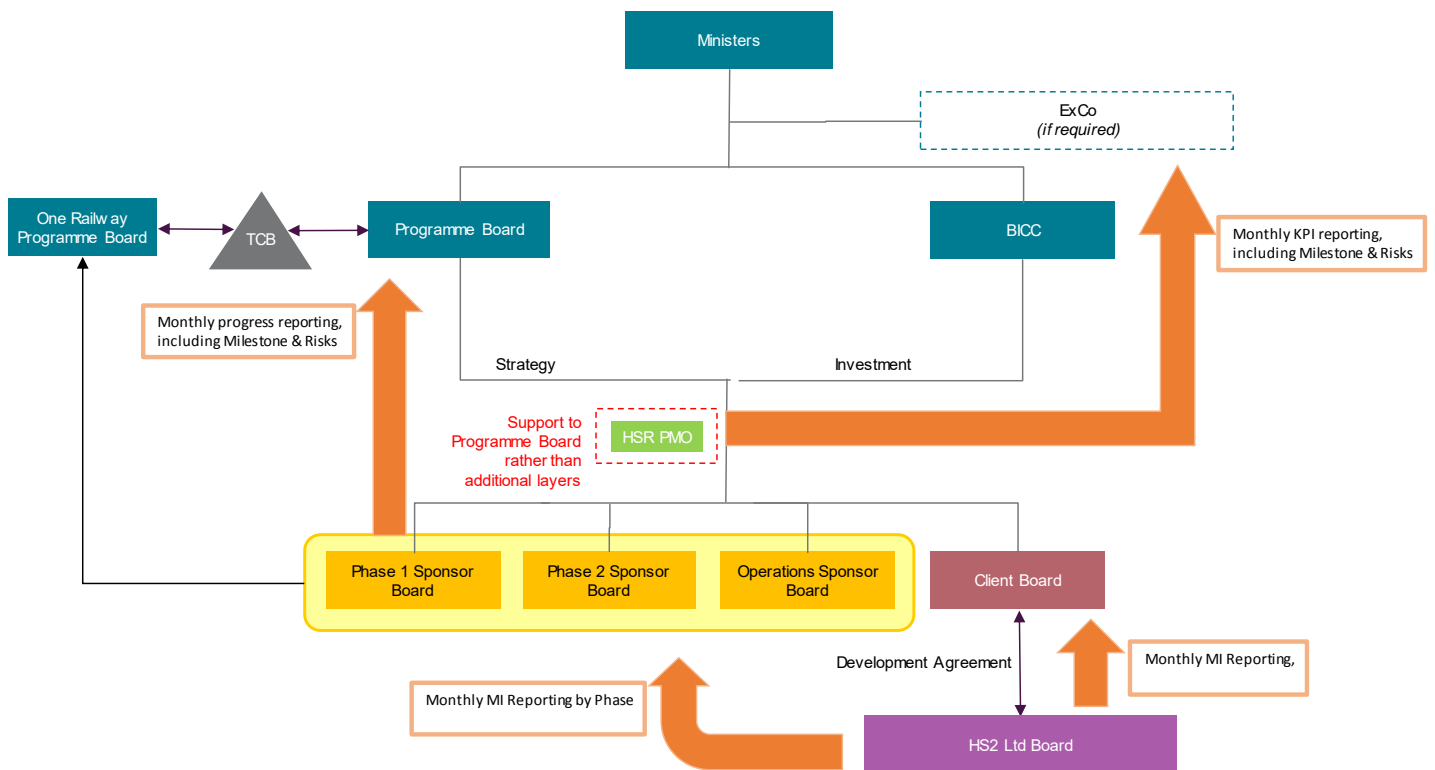 Ministers
ExCo
(if required)
One Railway
Programme Board
TCB
Programme Board
BICC
Monthly KPI reporting,
including Milestone & Risks
Monthly progress reporting,
including Milestone & Risks
Strategy
Investment
Support to
Programme Board
rather than
additional layers
HSR PMO
Phase 1 Sponsor
Board
Phase 2 Sponsor
Board
Operations Sponsor
Board
Client Board
Development Agreement
Monthly MI Reporting,
Monthly MI Reporting by Phase
HS2 Ltd Board